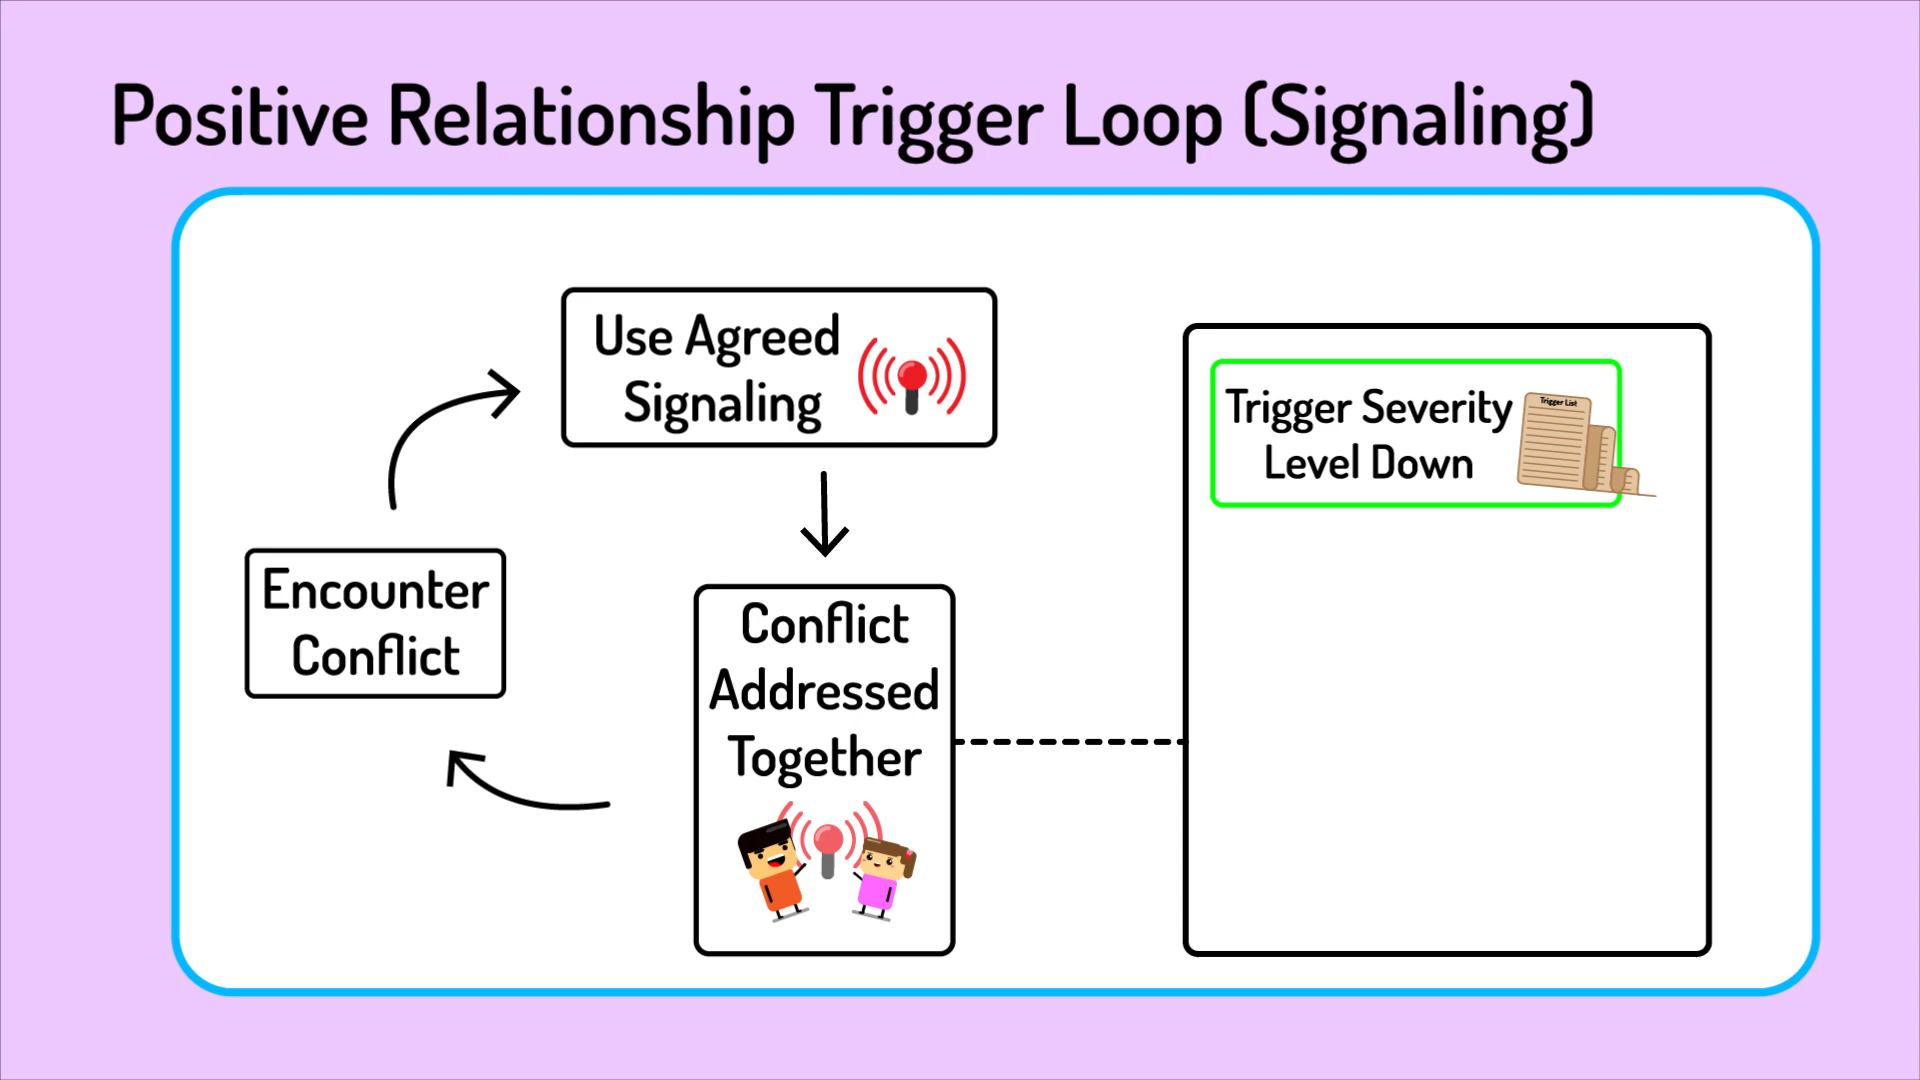 Positive Relationship Trigger Loop (Signaling)
Use Agreed
Signaling
Encounter
Conflict
Conflict
Addressed
Together
Trigger Severity
Level Down
Trigger List